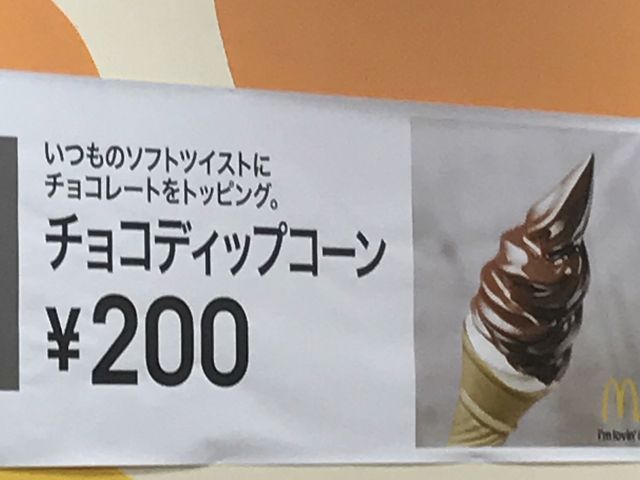 いつものソフトツイストに
チョコレートをトッピング。
チョコディップコーン
¥200
i'm lovin'